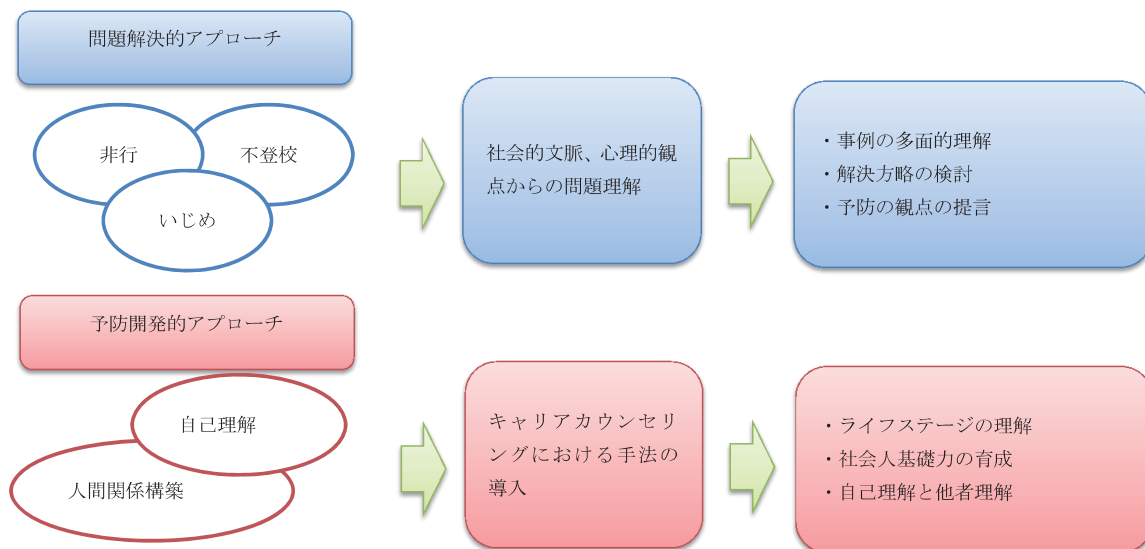 問題解決的アプローチ
非行
不登校
いじめ
社会的文脈、心理的観
点からの問題理解
・事例の多面的理解
・解決方略の検討
・予防の観点の提言
予防開発的アプローチ
自己理解
人間関係構築
キャリアカウンセリ
ングにおける手法の
導入
・ライフステージの理解
・社会人基礎力の育成
・自己理解と他者理解